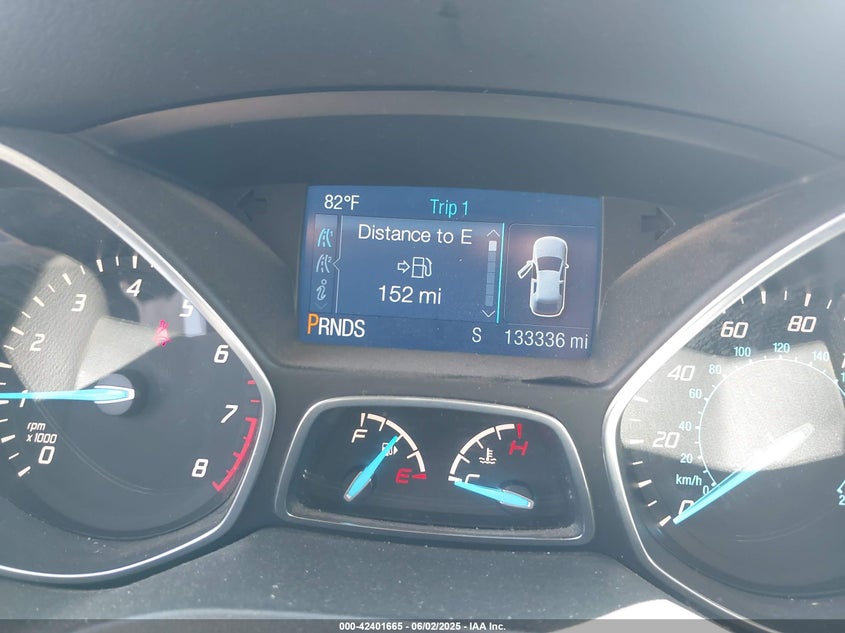 82°F Trip 1
Distance to E
152 mi
PRNDS S 133336 mi
1 2 3 4 5 6 7 8
rpm
x1000
0
F E
C H
0 20 40 60 80
km/h
0 20 40 60 80 100 120 140
000-42401665 - 06/02/2025 - IAA Inc.